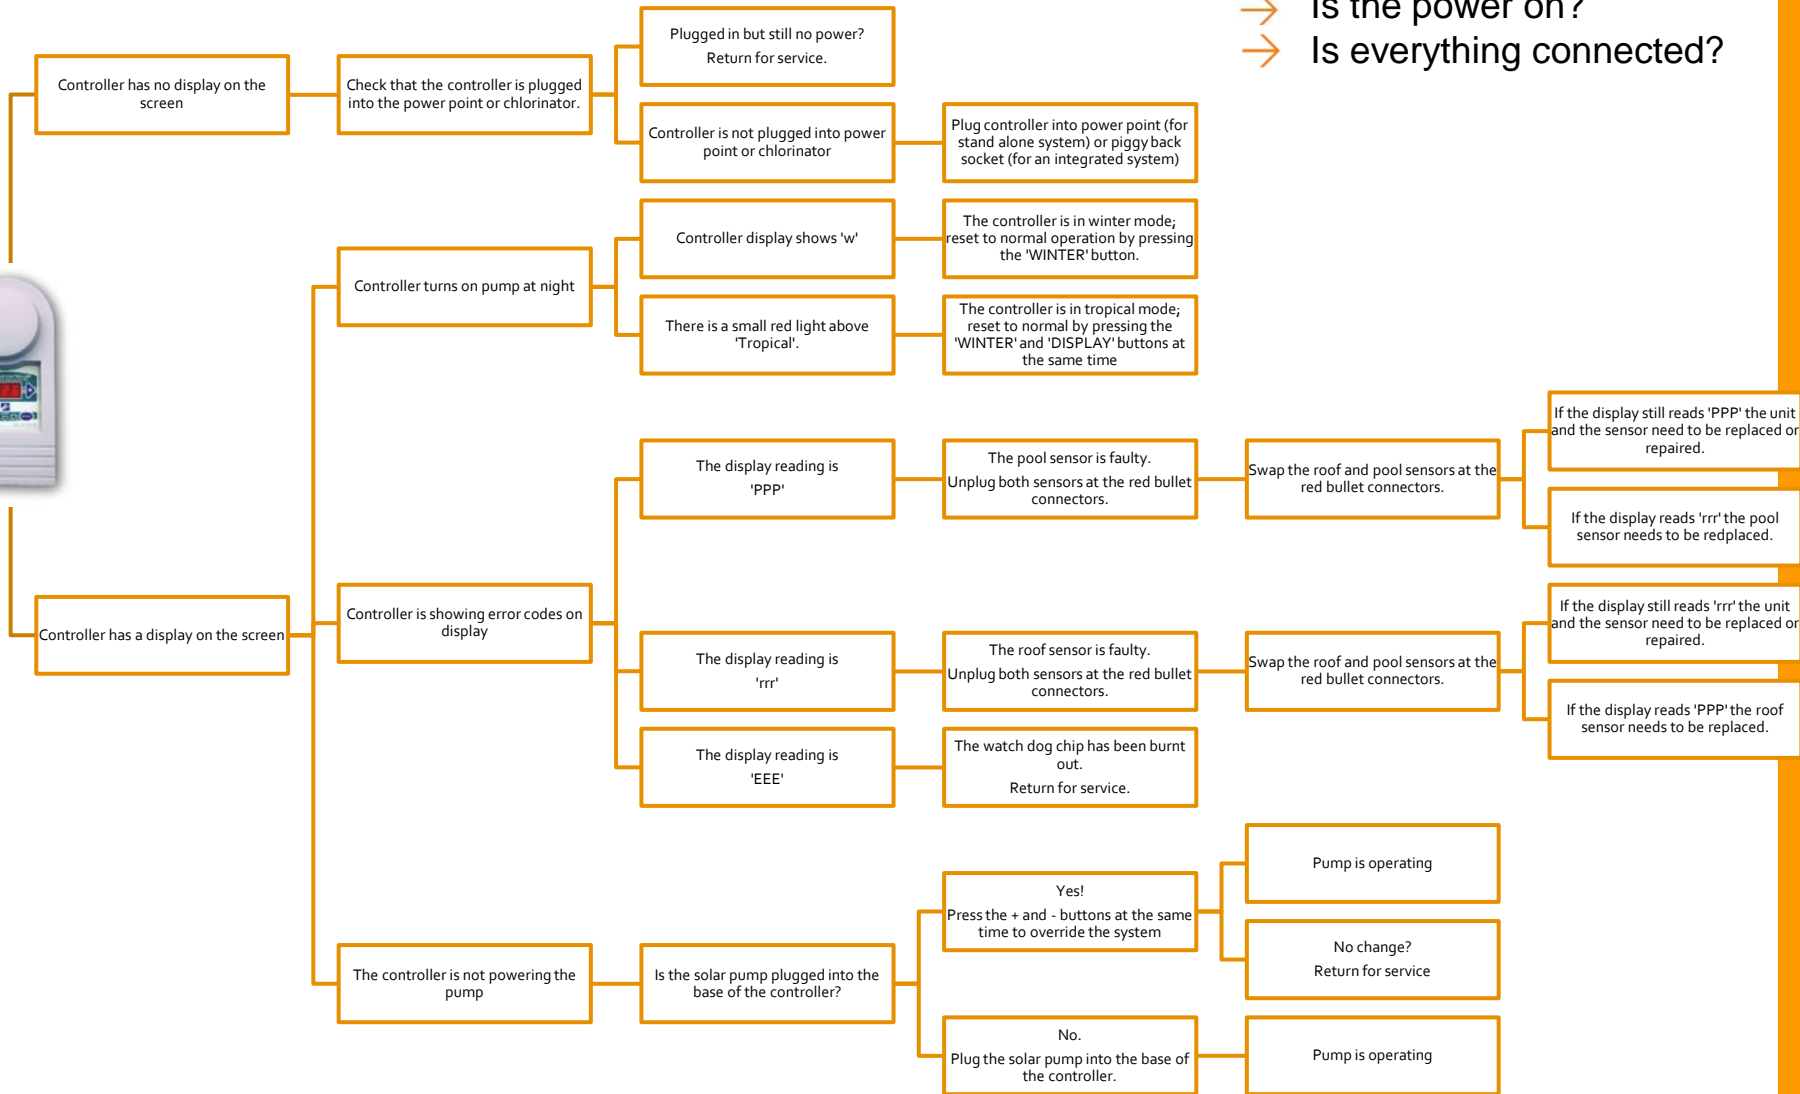 Is the power on?
Is everything connected?
Controller has no display on the
screen
Check that the controller is plugged
into the power point or chlorinator.
Plugged in but still no power?
Return for service.
Controller is not plugged into power
point or chlorinator
Plug controller into power point (for
stand alone system) or piggy back
socket (for an integrated system)
Controller has a display on the screen
Controller turns on pump at night
Controller display shows 'w'
The controller is in winter mode;
reset to normal operation by pressing
the 'WINTER' button.
There is a small red light above
'Tropical'.
The controller is in tropical mode;
reset to normal by pressing the
'WINTER' and 'DISPLAY' buttons at
the same time
Controller is showing error codes on
display
The display reading is
'PPP'
The pool sensor is faulty.
Unplug both sensors at the red bullet
connectors.
Swap the roof and pool sensors at the
red bullet connectors.
If the display still reads 'PPP' the unit
and the sensor need to be replaced or
repaired.
If the display reads 'rrr' the pool
sensor needs to be redplaced.
The display reading is
'rrr'
The roof sensor is faulty.
Unplug both sensors at the red bullet
connectors.
Swap the roof and pool sensors at the
red bullet connectors.
If the display still reads 'rrr' the unit
and the sensor need to be replaced or
repaired.
If the display reads 'PPP' the roof
sensor needs to be replaced.
The display reading is
'EEE'
The watch dog chip has been burnt
out.
Return for service.
The controller is not powering the
pump
Is the solar pump plugged into the
base of the controller?
Yes!
Press the + and - buttons at the same
time to override the system
Pump is operating
No change?
Return for service
No.
Plug the solar pump into the base of
the controller.
Pump is operating